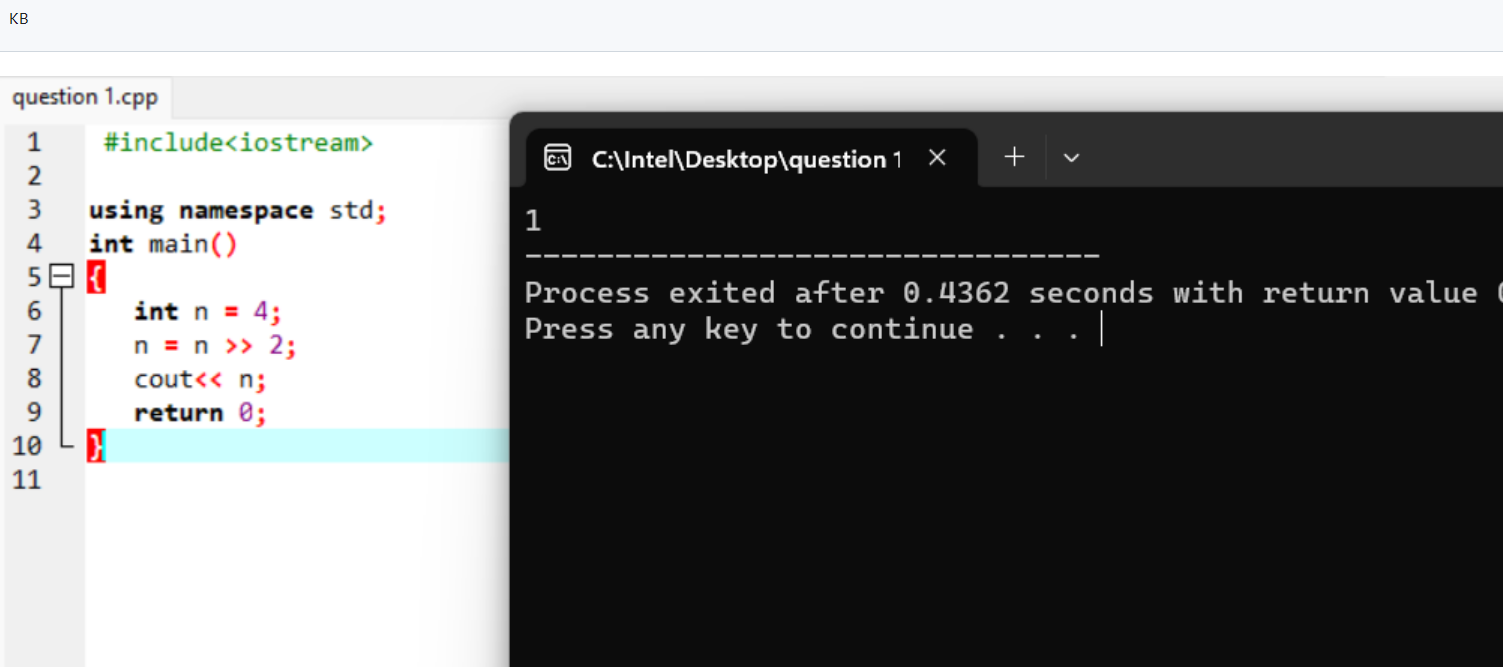 KB
question 1.cpp
1 #include<iostream>
2
3 using namespace std;
4 int main()
5 {
6 int n = 4;
7 n = n >> 2;
8 cout<< n;
9 return 0;
10 }
11
C:\Intel\Desktop\question 1
1
--------------------------------
Process exited after 0.4362 seconds with return value
Press any key to continue . . .